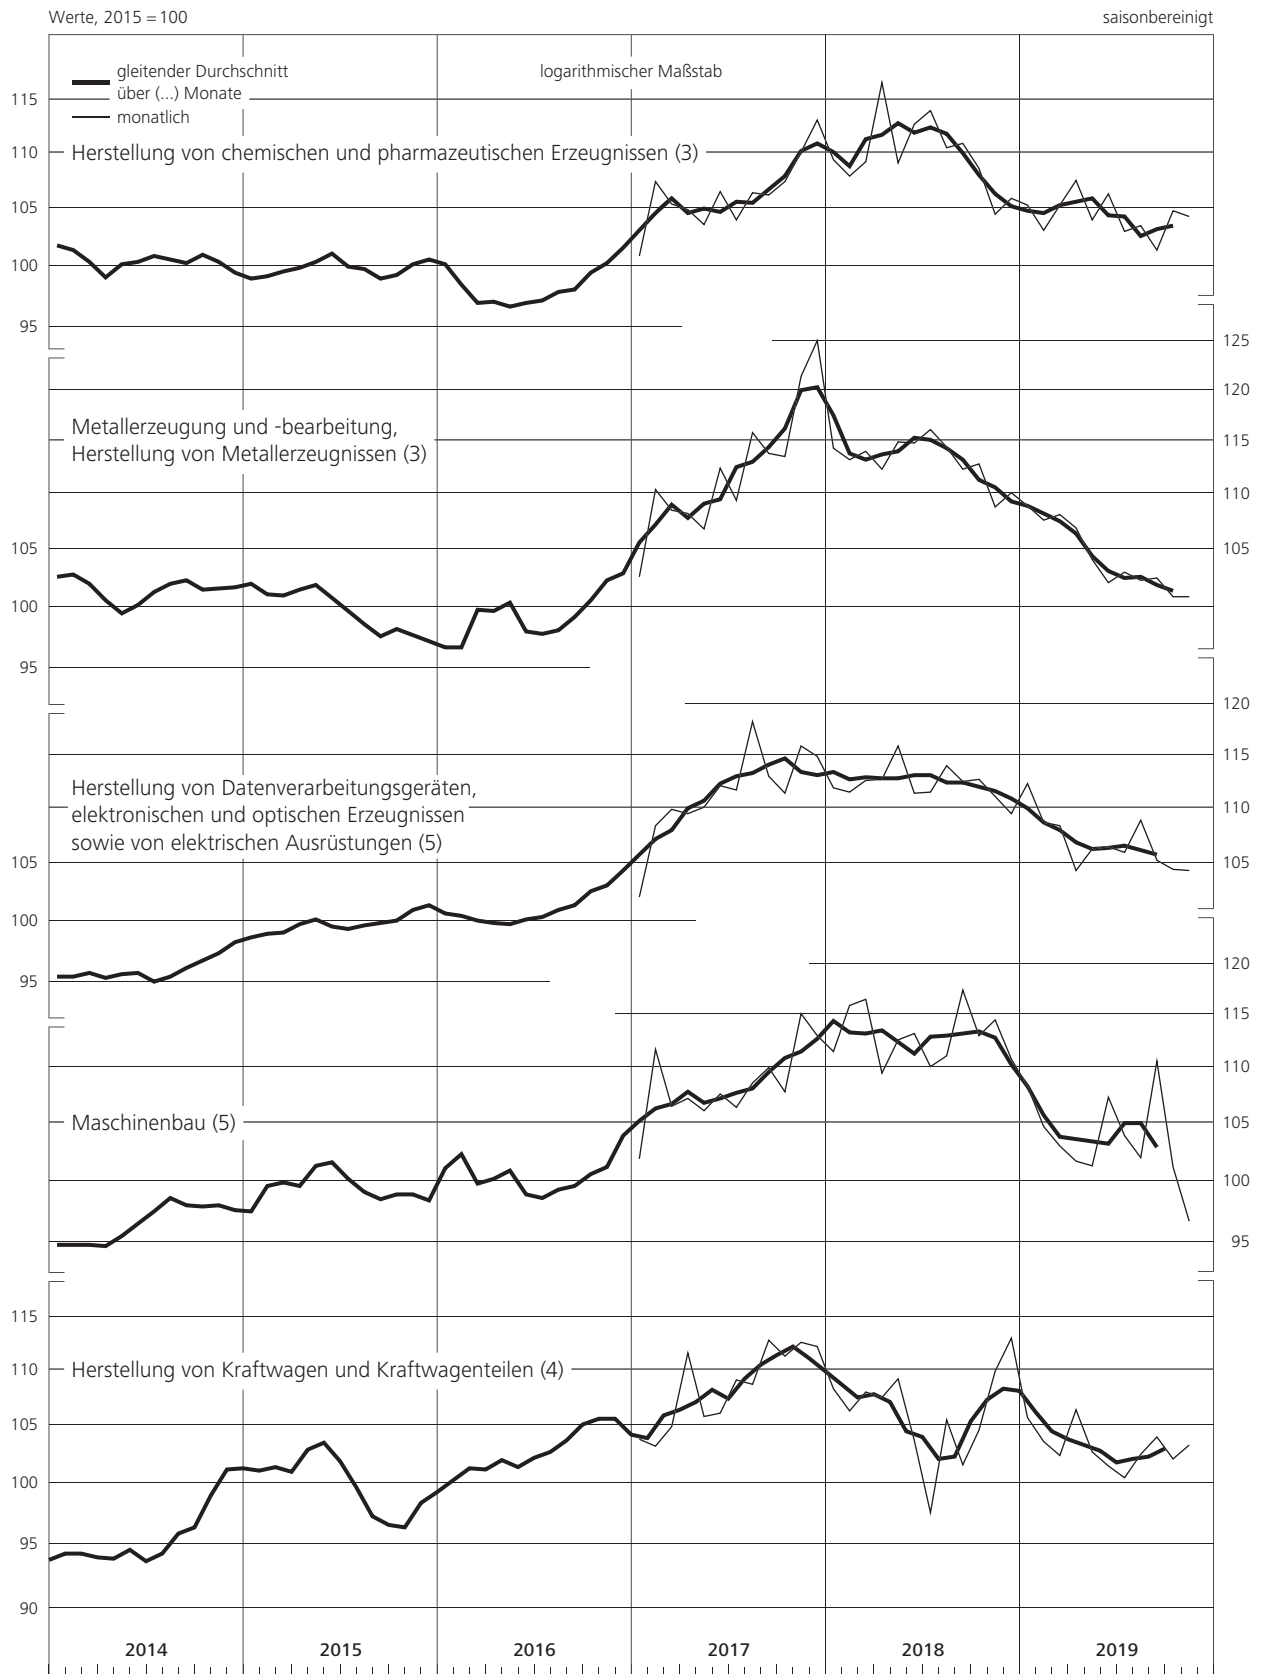 Werte, 2015 = 100
saisonbereinigt
gleitender Durchschnitt
über (...) Monate
monatlich
logarithmischer Maßstab
115
Herstellung von chemischen und pharmazeutischen Erzeugnissen (3)
110
105
100
95
125
120
Metallerzeugung und -bearbeitung,
Herstellung von Metallerzeugnissen (3)
115
110
105
105
100
95
120
115
Herstellung von Datenverarbeitungsgeräten,
elektronischen und optischen Erzeugnissen
sowie von elektrischen Ausrüstungen (5)
110
105
105
100
95
120
115
110
Maschinenbau (5)
105
100
95
115
110
Herstellung von Kraftwagen und Kraftwagenteilen (4)
105
100
95
90
2014 2015 2016 2017 2018 2019